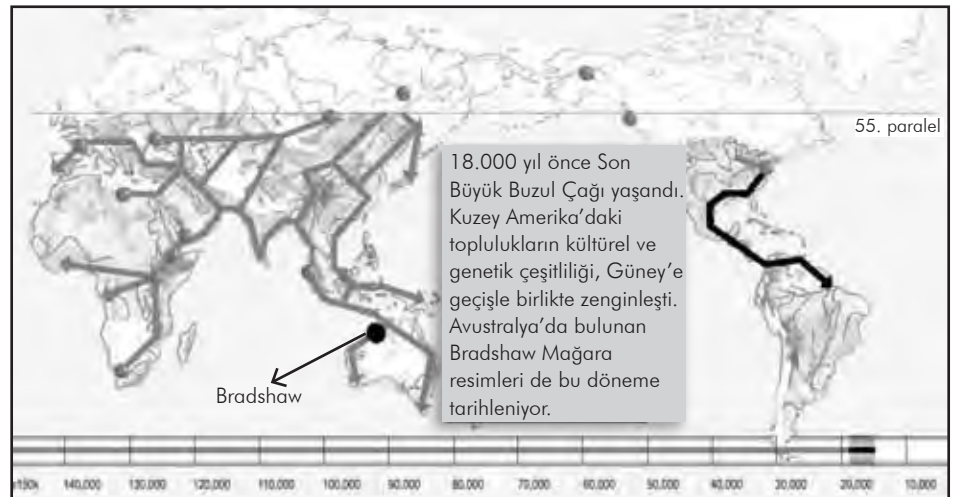 55. paralel
18.000 yıl önce Son
Büyük Buzul Çağı yaşandı.
Kuzey Amerika’daki
toplulukların kültürel ve
genetik çeşitliliği, Güney’e
geçişle birlikte zenginleşti.
Avustralya’da bulunan
Bradshaw Mağara
resimleri de bu döneme
tarihleniyor.
Bradshaw
140,000 130,000 120,000 110,000 100,000 90,000 80,000 70,000 60,000 50,000 40,000 30,000 20,000 10,000